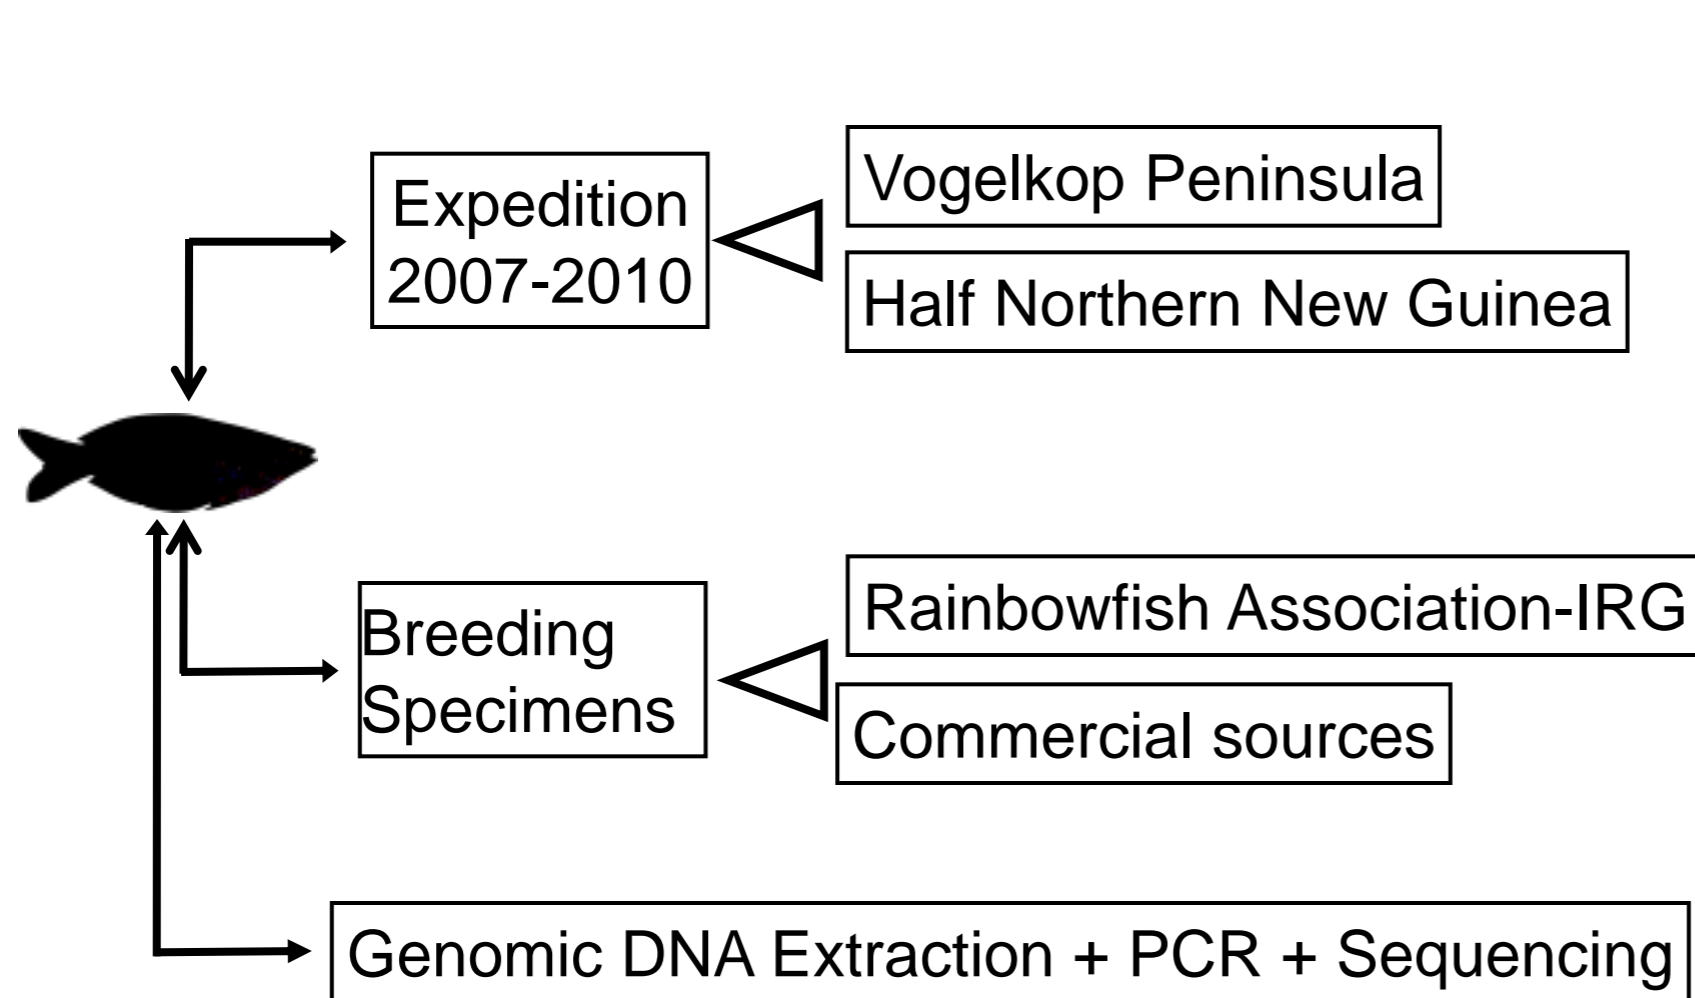 Expedition
2007-2010
Vogelkop Peninsula
Half Northern New Guinea
Breeding
Specimens
Rainbowfish Association-IRG
Commercial sources
Genomic DNA Extraction + PCR + Sequencing